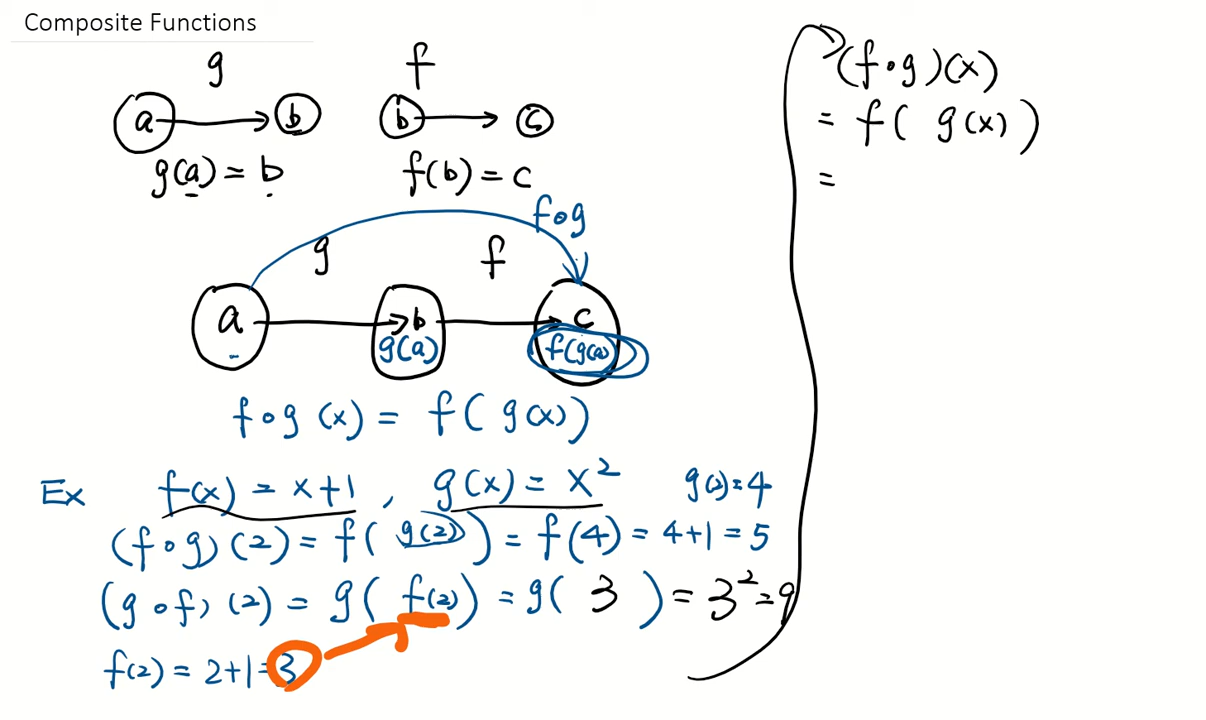 Composite Functions
g f
a b b c
g(a) = b f(b) = c
f∘g
g f
a b c
g(a) f(g(a))
f∘g (x) = f( g(x))
Ex f(x) = x+1 , g(x) = x² g(2)=4
(f∘g)(2) = f( g(2) ) = f(4) = 4+1 = 5
(g∘f) (2) = g( f(2) ) = g( 3 ) = 3² = 9
f(2) = 2+1=3
(f∘g)(x)
= f( g(x) )
=